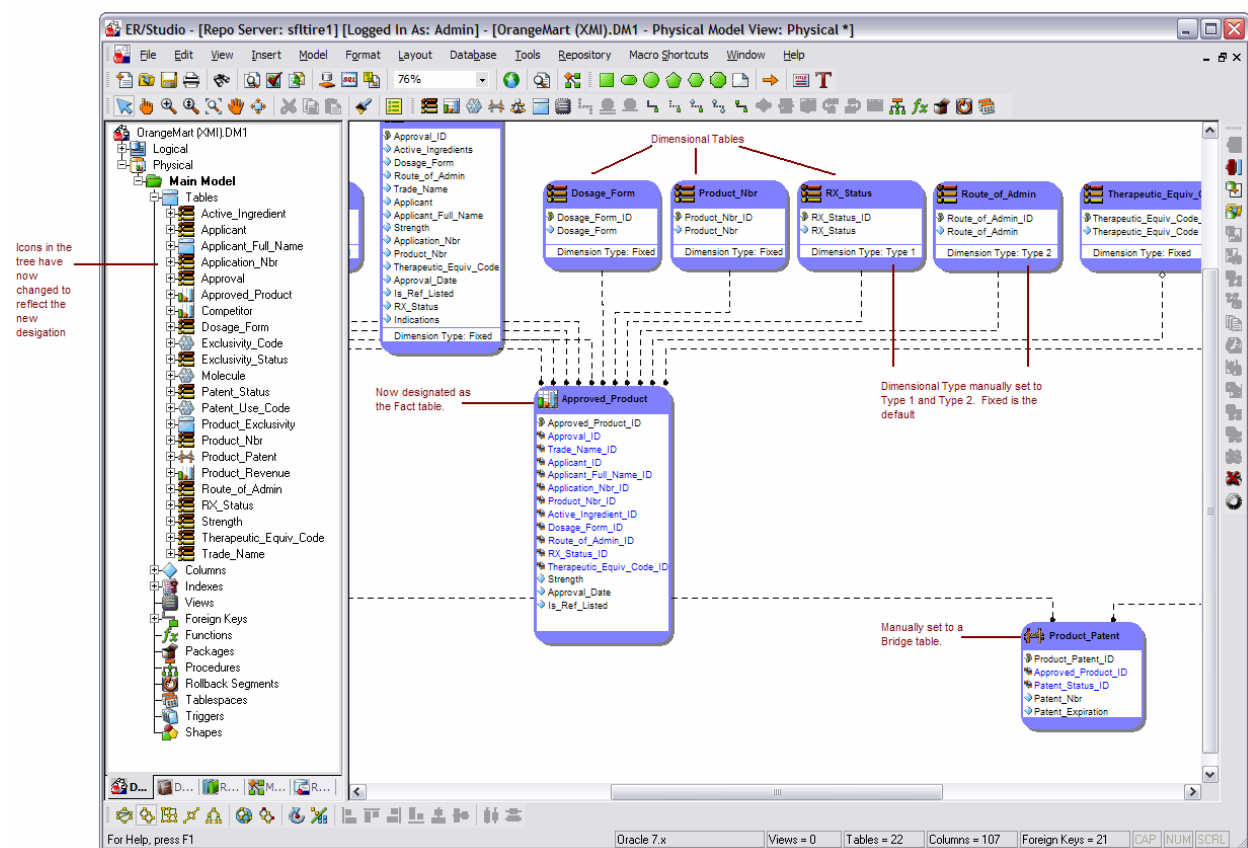 ER/Studio - [Repo Server: sfltire] [Logged In As: Admin] - [OrangeMart (XMI).DM1 - Physical Model View: Physical *]
File Edit View Insert Model Format Layout Database Tools Repository Macro Shortcuts Window Help
76%
OrangeMart (XMI).DM1
Logical
Physical
Main Model
Tables
Active_Ingredient
Applicant
Applicant_Full_Name
Application_Nbr
Approval
Approved_Product
Competitor
Dosage_Form
Exclusivity_Code
Exclusivity_Status
Molecule
Patent_Status
Patent_Use_Code
Product_Exclusivity
Product_Nbr
Product_Patent
Product_Revenue
Route_of_Admin
RX_Status
Strength
Therapeutic_Equiv_Code
Trade_Name
Columns
Indexes
Views
Foreign Keys
Functions
Packages
Procedures
Rollback Segments
Tablespaces
Triggers
Shapes
D... D... R... M... R...
Icons in the
tree have
now
changed to
reflect the
new
desigation
Approval_ID
Active_Ingredients
Dosage_Form
Route_of_Admin
Trade_Name
Applicant
Applicant_Full_Name
Strength
Application_Nbr
Product_Nbr
Therapeutic_Equiv_Code
Approval_Date
Is_Ref_Listed
RX_Status
Indications
Dimension Type: Fixed
Dimensional Tables
Dosage_Form
Dosage_Form_ID
Dosage_Form
Dimension Type: Fixed
Product_Nbr
Product_Nbr_ID
Product_Nbr
Dimension Type: Fixed
RX_Status
RX_Status_ID
RX_Status
Dimension Type: Type 1
Route_of_Admin
Route_of_Admin_ID
Route_of_Admin
Dimension Type: Type 2
Therapeutic_Equiv_
Therapeutic_Equiv_Code_
Therapeutic_Equiv_Code
Dimension Type: Fixed
Now designated as
the Fact table.
Approved_Product
Approved_Product_ID
Approval_ID
Trade_Name_ID
Applicant_ID
Applicant_Full_Name_ID
Application_Nbr_ID
Product_Nbr_ID
Active_Ingredient_ID
Dosage_Form_ID
Route_of_Admin_ID
RX_Status_ID
Therapeutic_Equiv_Code_ID
Strength
Approval_Date
Is_Ref_Listed
Dimensional Type manually set to
Type 1 and Type 2. Fixed is the
default
Manually set to a
Bridge table.
Product_Patent
Product_Patent_ID
Approved_Product_ID
Patent_Status_ID
Patent_Nbr
Patent_Expiration
For Help, press F1 Oracle 7.x Views = 0 Tables = 22 Columns = 107 Foreign Keys = 21 CAP NUM SCRL